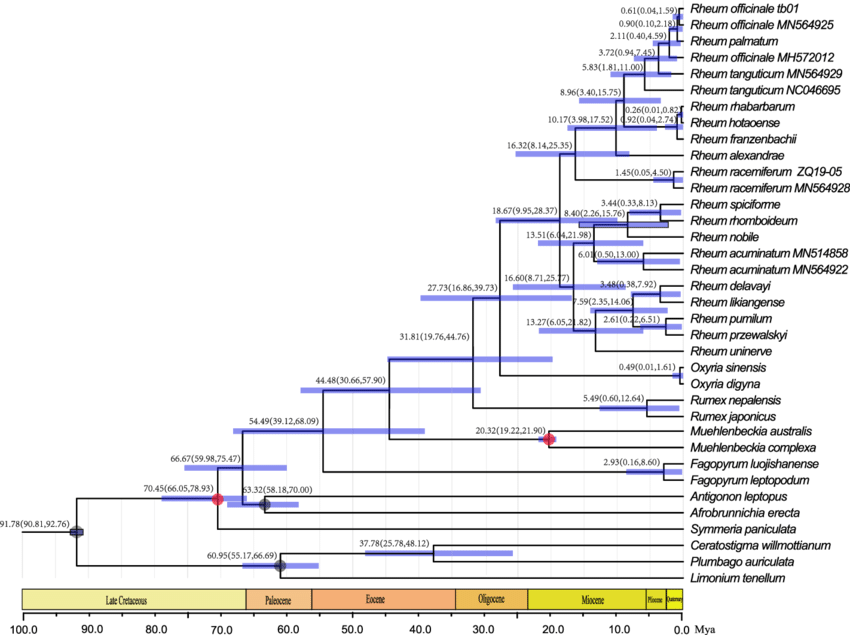 0.61(0.04,1.59) Rheum officinale tb01
0.90(0.10,2.18) Rheum officinale MN564925
2.11(0.40,4.59) Rheum palmatum
3.72(0.94,7.45) Rheum officinale MH572012
5.83(1.81,11.00) Rheum tanguticum MN564929
Rheum tanguticum NC046695
8.96(3.40,15.75) Rheum rhabarbarum
0.26(0.01,0.82)
10.17(3.98,17.52) 0.92(0.04,2.74) Rheum hotaoense
Rheum franzenbachii
16.32(8.14,25.35) Rheum alexandrae
1.45(0.05,4.50) Rheum racemiferum ZQ19-05
Rheum racemiferum MN564928
3.44(0.33,8.13) Rheum spiciforme
18.67(9.95,28.37) 8.40(2.26,15.76) Rheum rhomboideum
13.51(6.04,21.98) Rheum nobile
6.01(0.50,13.00) Rheum acuminatum MN514858
Rheum acuminatum MN564922
16.60(8.71,25.77) 3.48(0.38,7.92) Rheum delavayi
27.73(16.86,39.73) 7.59(2.35,14.06) Rheum likiangense
13.27(6.05,21.82) 2.61(0.22,6.51) Rheum pumilum
Rheum przewalskyi
31.81(19.76,44.76) Rheum uninerve
0.49(0.01,1.61) Oxyria sinensis
44.48(30.66,57.90) Oxyria digyna
5.49(0.60,12.64) Rumex nepalensis
54.49(39.12,68.09) Rumex japonicus
20.32(19.22,21.90) Muehlenbeckia australis
Muehlenbeckia complexa
66.67(59.98,75.47) 2.93(0.16,8.60) Fagopyrum luojishanense
Fagopyrum leptopodum
70.45(66.05,78.93) 63.32(58.18,70.00) Antigonon leptopus
Afrobrunnichia erecta
91.78(90.81,92.76) Symmeria paniculata
37.78(25.78,48.12) Ceratostigma willmottianum
60.95(55.17,66.69) Plumbago auriculata
Limonium tenellum
Late Cretaceous Paleocene Eocene Oligocene Miocene Pliocene Quaternary
100.0 90.0 80.0 70.0 60.0 50.0 40.0 30.0 20.0 10.0 0.0 Mya